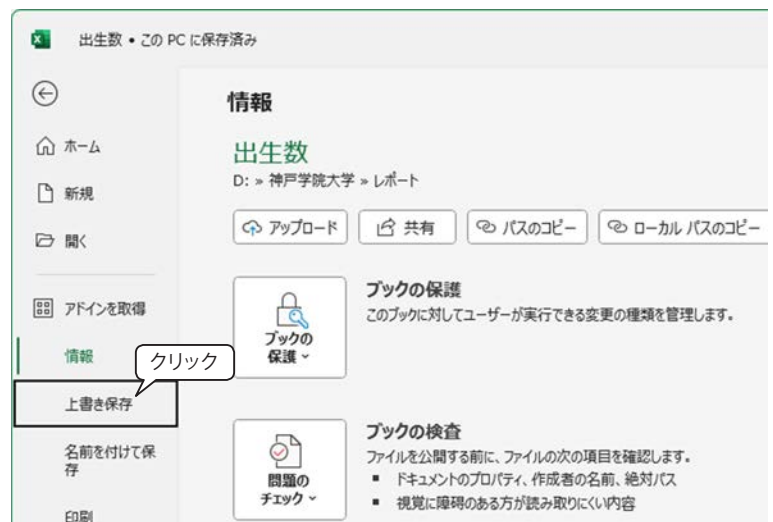 出生数 • この PC に保存済み
情報
ホーム
出生数
D: » 神戸学院大学 » レポート
新規
アップロード 共有 パスのコピー ローカル パスのコピー
開く
アドインを取得
ブックの保護
このブックに対してユーザーが実行できる変更の種類を管理します。
ブックの
保護
情報
クリック
上書き保存
名前を付けて保
存
ブックの検査
ファイルを公開する前に、ファイルの次の項目を確認します。
▪ ドキュメントのプロパティ、作成者の名前、絶対パス
▪ 視覚に障碍のある方が読み取りにくい内容
問題の
チェック
印刷